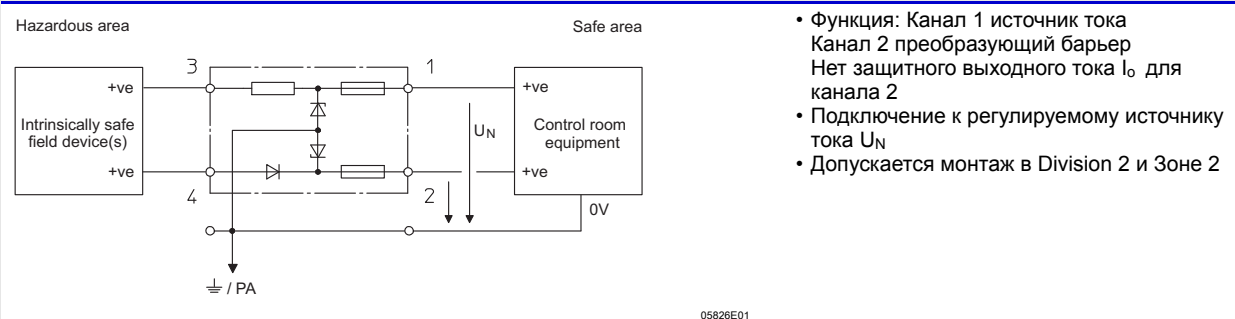 Hazardous area
Safe area
3
1
+ve
+ve
Intrinsically safe
field device(s)
UN
Control room
equipment
+ve
+ve
4
2
0V
/ PA
05826E01
• Функция: Канал 1 источник тока
Канал 2 преобразующий барьер
Нет защитного выходного тока Io для
канала 2
• Подключение к регулируемому источнику
тока UN
• Допускается монтаж в Division 2 и Зоне 2